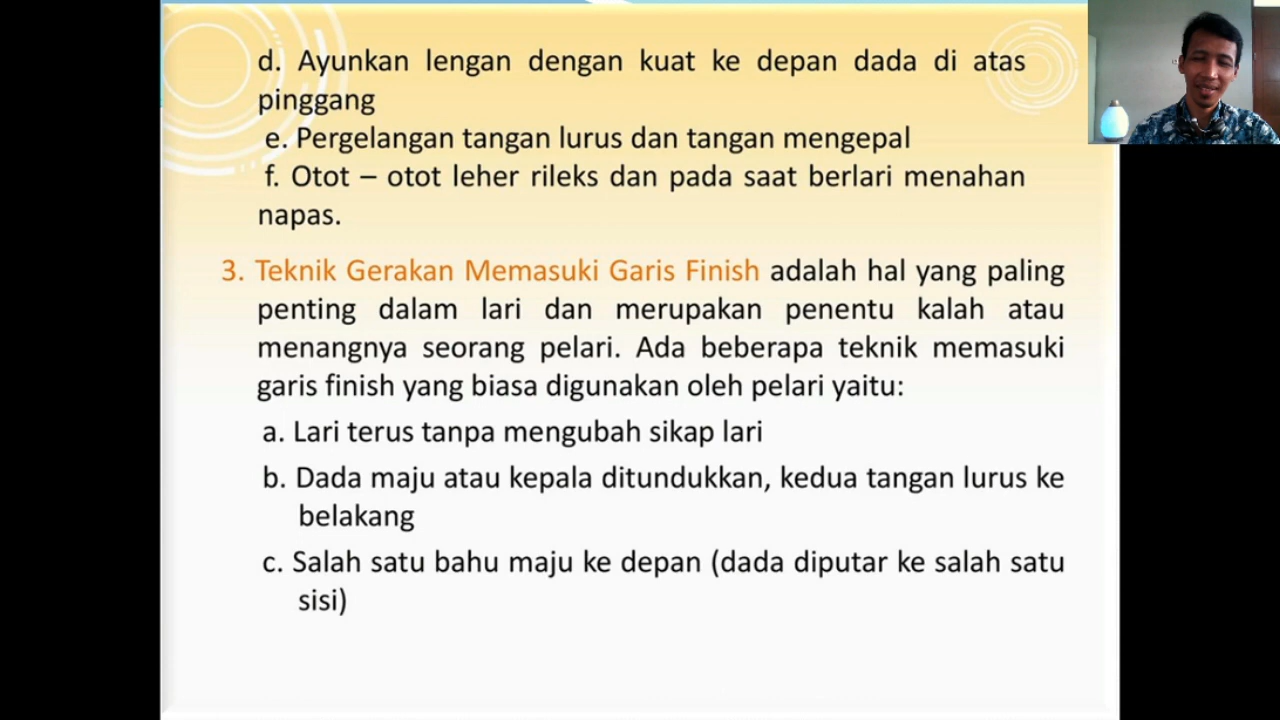 d. Ayunkan lengan dengan kuat ke depan dada di atas
pinggang
e. Pergelangan tangan lurus dan tangan mengepal
f. Otot – otot leher rileks dan pada saat berlari menahan
napas.
3. Teknik Gerakan Memasuki Garis Finish adalah hal yang paling
penting dalam lari dan merupakan penentu kalah atau
menangnya seorang pelari. Ada beberapa teknik memasuki
garis finish yang biasa digunakan oleh pelari yaitu:
a. Lari terus tanpa mengubah sikap lari
b. Dada maju atau kepala ditundukkan, kedua tangan lurus ke
belakang
c. Salah satu bahu maju ke depan (dada diputar ke salah satu
sisi)